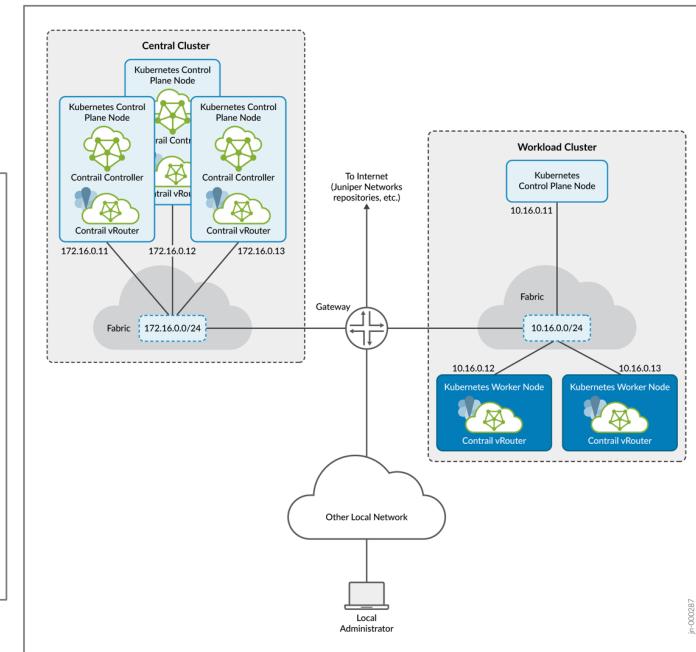 Central Cluster
Kubernetes Control
Plane Node
Kubernetes Control
Plane Node
Contrail Controller
Contrail vRouter
Kubernetes Control
Plane Node
Contrail Controller
Contrail vRouter
172.16.0.11
172.16.0.12
172.16.0.13
Fabric
172.16.0.0/24
To Internet
(Juniper Networks
repositories, etc.)
Gateway
Workload Cluster
Kubernetes
Control Plane Node
10.16.0.11
Fabric
10.16.0.0/24
10.16.0.12
10.16.0.13
Kubernetes Worker Node
Contrail vRouter
Kubernetes Worker Node
Contrail vRouter
Other Local Network
Local
Administrator
jn-000287